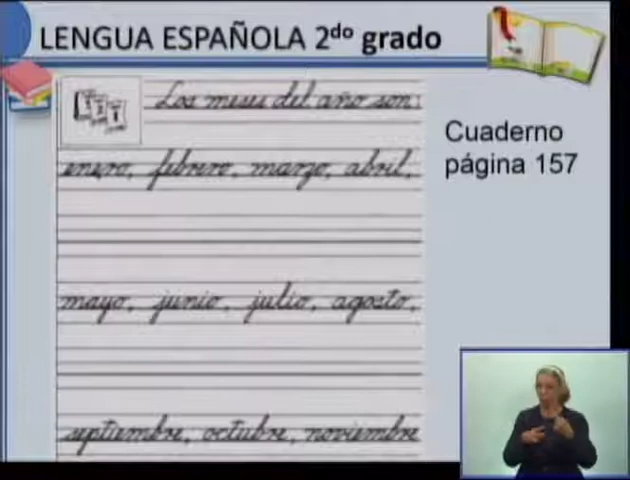 LENGUA ESPAÑOLA 2do grado
Los meses del año son:
enero, febrero, marzo, abril,
mayo, junio, julio, agosto,
septiembre, octubre, noviembre
Cuaderno
página 157